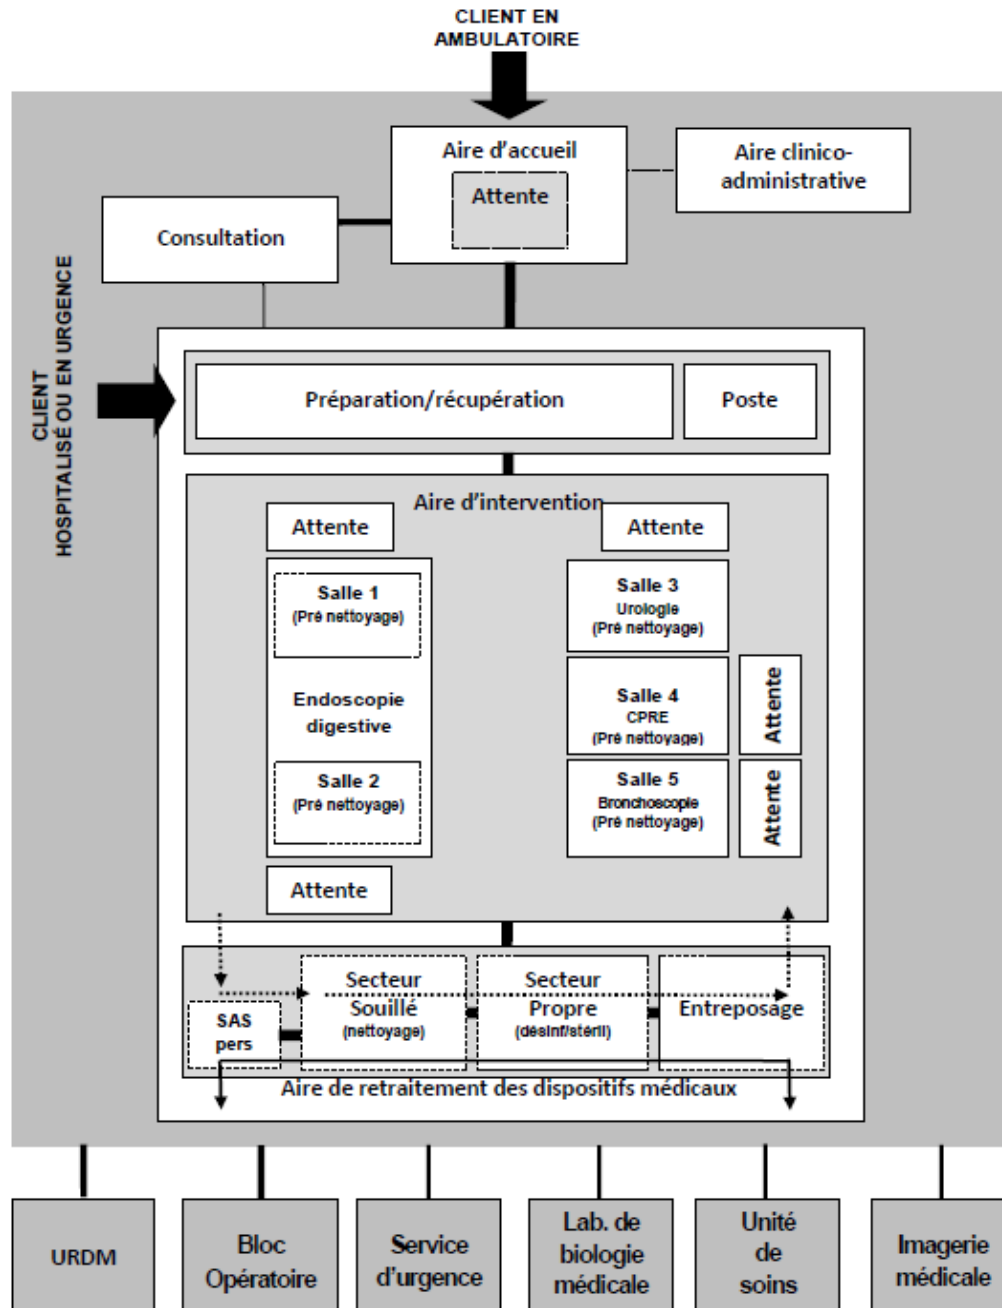 CLIENT EN
AMBULATOIRE
Aire d'accueil
Attente
Aire clinico-
administrative
Consultation
CLIENT
HOSPITALISÉ OU EN URGENCE
Préparation/récupération
Poste
Aire d'intervention
Attente
Attente
Salle 1
(Pré nettoyage)
Endoscopie
digestive
Salle 2
(Pré nettoyage)
Attente
Salle 3
Urologie
(Pré nettoyage)
Salle 4
CPRE
(Pré nettoyage)
Attente
Salle 5
Bronchoscopie
(Pré nettoyage)
Attente
SAS
pers
Secteur
Souillé
(nettoyage)
Secteur
Propre
(désinf/stéril)
Entreposage
Aire de retraitement des dispositifs médicaux
URDM
Bloc
Opératoire
Service
d'urgence
Lab. de
biologie
médicale
Unité
de
soins
Imagerie
médicale